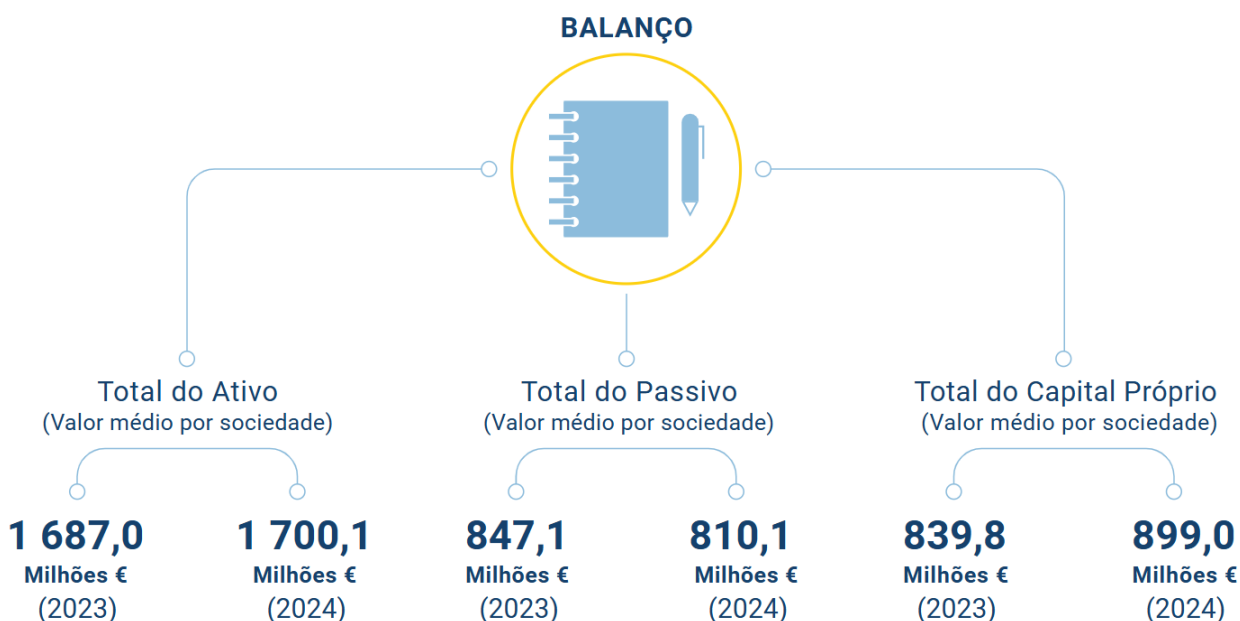 BALANÇO
Total do Ativo
(Valor médio por sociedade)
1 687,0
Milhões €
(2023)
1 700,1
Milhões €
(2024)
Total do Passivo
(Valor médio por sociedade)
847,1
Milhões €
(2023)
810,1
Milhões €
(2024)
Total do Capital Próprio
(Valor médio por sociedade)
839,8
Milhões €
(2023)
899,0
Milhões €
(2024)